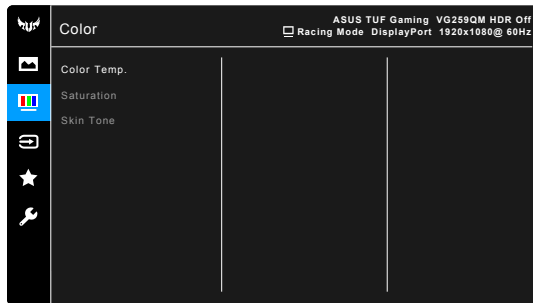 Color
ASUS TUF Gaming VG259QM HDR Off
Racing Mode DisplayPort 1920x1080@ 60Hz
Color Temp.
Saturation
Skin Tone